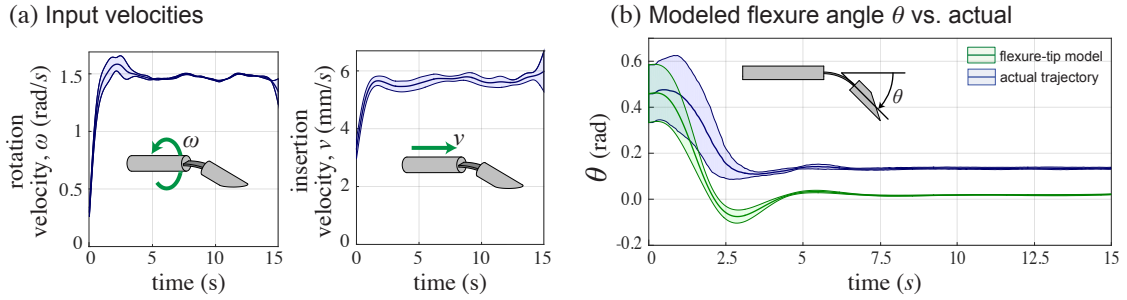 (a) Input velocities
rotation
velocity, ω (rad/s)
1.5
1
0.5
0
0
5
10
15
time (s)
ω
insertion
velocity, v (mm/s)
8
6
4
2
0
0
5
10
15
time (s)
v
(b) Modeled flexure angle θ vs. actual
θ (rad)
0.6
0.4
0.2
0.0
-0.2
0
2.5
5
7.5
10
12.5
15
time (s)
flexure-tip model
actual trajectory
θ